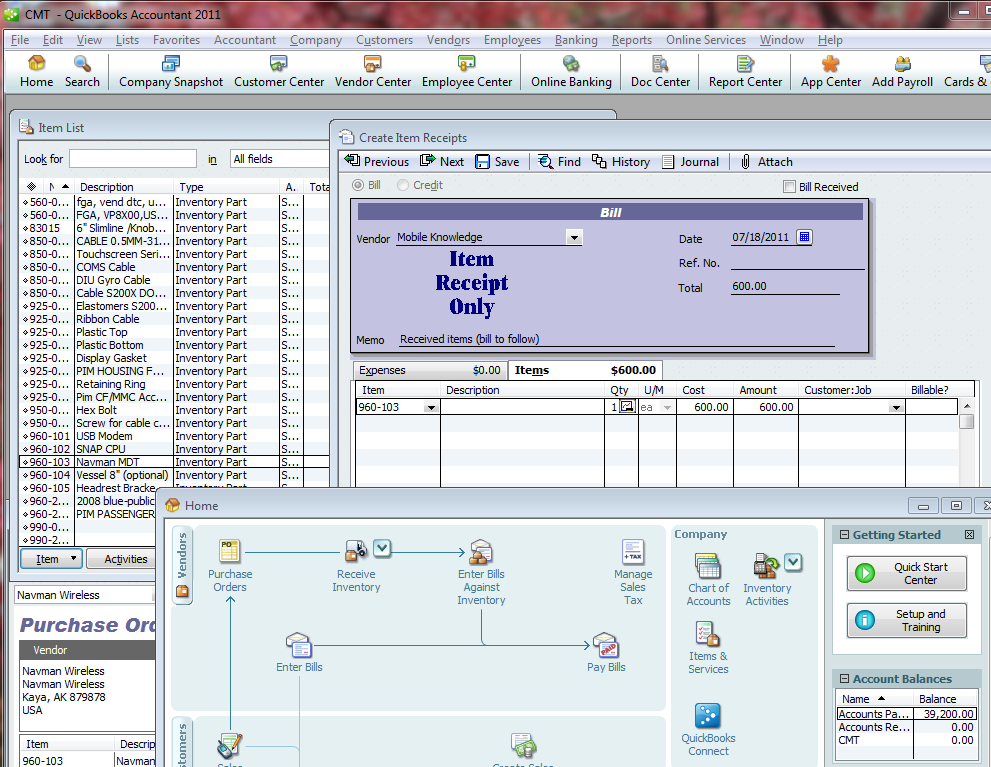 CMT - QuickBooks Accountant 2011
File Edit View Lists Favorites Accountant Company Customers Vendors Employees Banking Reports Online Services Window Help
Home Search Company Snapshot Customer Center Vendor Center Employee Center Online Banking Doc Center Report Center App Center Add Payroll Cards &
Item List
Look for in All fields
N Description Type A. Tota
560-0... fga, vend dtc, u... Inventory Part S...
560-0... FGA, VP8X00,US... Inventory Part S...
83015 6" Slimline /Knob... Inventory Part S...
850-0... CABLE 0.5MM-31... Inventory Part S...
850-0... Touchscreen Seri... Inventory Part S...
850-0... COMS Cable Inventory Part S...
850-0... DIU Gyro Cable Inventory Part S...
850-0... Cable S200X DO... Inventory Part S...
925-0... Elastomers S200... Inventory Part S...
925-0... Ribbon Cable Inventory Part S...
925-0... Plastic Top Inventory Part S...
925-0... Plastic Bottom Inventory Part S...
925-0... Display Gasket Inventory Part S...
925-0... PIM HOUSING F... Inventory Part S...
925-0... Retaining Ring Inventory Part S...
925-0... Pim CF/MMC Acc... Inventory Part S...
950-0... Hex Bolt Inventory Part S...
950-0... Screw for cable c... Inventory Part S...
960-101 USB Modem Inventory Part S...
960-102 SNAP CPU Inventory Part S...
960-103 Navman MDT Inventory Part S...
960-104 Vessel 8" (optional) Inventory Part S...
960-105 Headrest Bracke... Inventory Part S...
960-2... 2008 blue-public
960-2... PIM PASSENGER
990-0...
990-2...
Item Activities
Create Item Receipts
Previous Next Save Find History Journal Attach
Bill Credit Bill Received
Bill
Vendor Mobile Knowledge Date 07/18/2011
Item Receipt Only
Ref. No.
Total 600.00
Memo Received items (bill to follow)
Expenses $0.00 Items $600.00
Item Description Qty U/M Cost Amount Customer:Job Billable?
960-103 1 ea 600.00 600.00
Navman Wireless
Purchase Ord
Vendor
Navman Wireless
Navman Wireless
Kaya, AK 879878
USA
Item Descrip
960-103 Navman
Home
Vendors
PO
Purchase Orders
Receive Inventory
Enter Bills Against Inventory
+ TAX
Manage Sales Tax
Enter Bills
Pay Bills
Customers
Sales
Create Sales
Company
Chart of Accounts
Inventory Activities
Items & Services
QuickBooks Connect
Getting Started
Quick Start Center
Setup and Training
Account Balances
Name Balance
Accounts Pa... 39,200.00
Accounts Re... 0.00
CMT 0.00